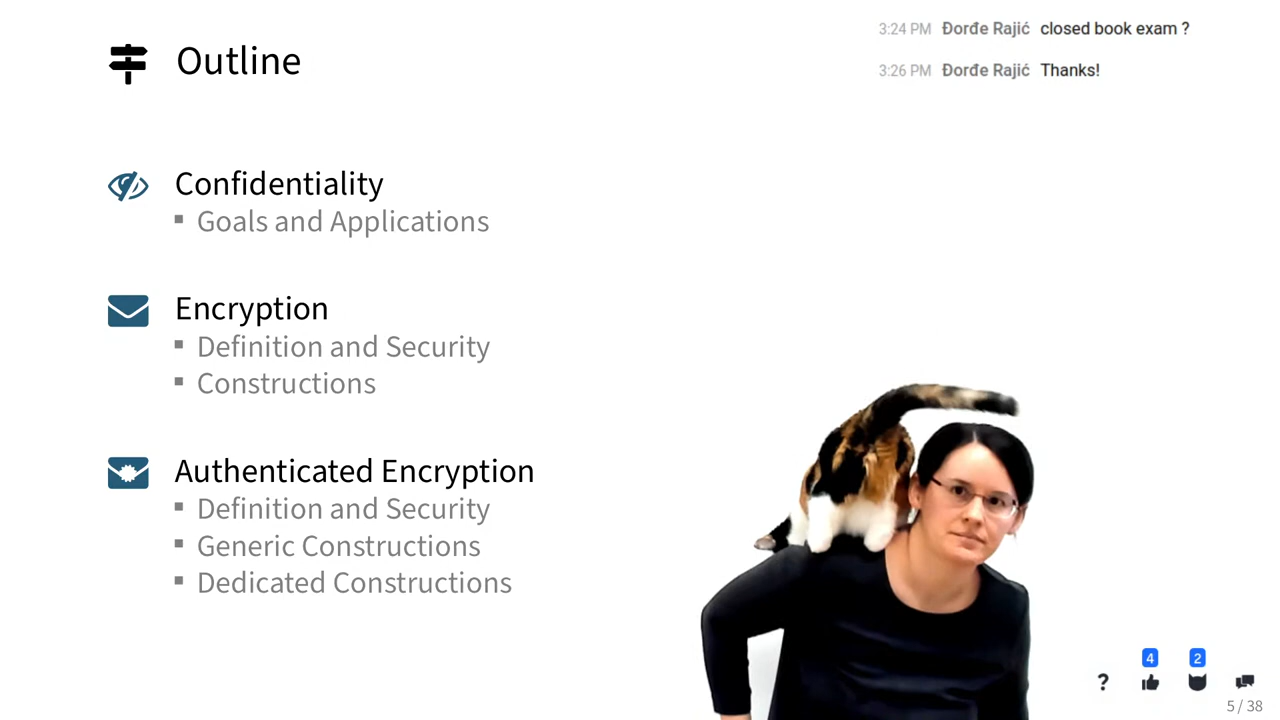 Outline
3:24 PM Đorđe Rajić closed book exam ?
3:26 PM Đorđe Rajić Thanks!
Confidentiality
▪ Goals and Applications
Encryption
▪ Definition and Security
▪ Constructions
Authenticated Encryption
▪ Definition and Security
▪ Generic Constructions
▪ Dedicated Constructions
4 2
?
5 / 38